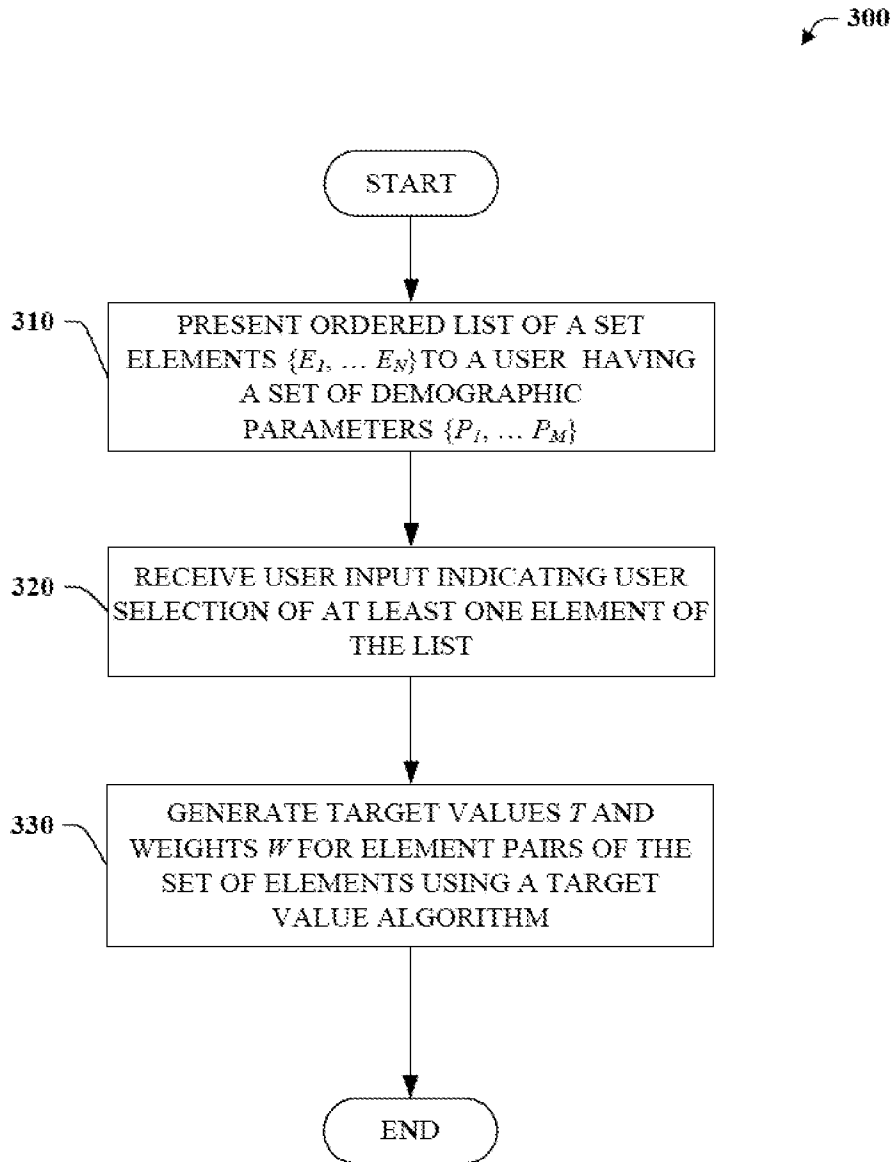 300
START
310
PRESENT ORDERED LIST OF A SET
ELEMENTS {E1, ... EN} TO A USER HAVING
A SET OF DEMOGRAPHIC
PARAMETERS {P1, ... PM}
320
RECEIVE USER INPUT INDICATING USER
SELECTION OF AT LEAST ONE ELEMENT OF
THE LIST
330
GENERATE TARGET VALUES T AND
WEIGHTS W FOR ELEMENT PAIRS OF THE
SET OF ELEMENTS USING A TARGET
VALUE ALGORITHM
END